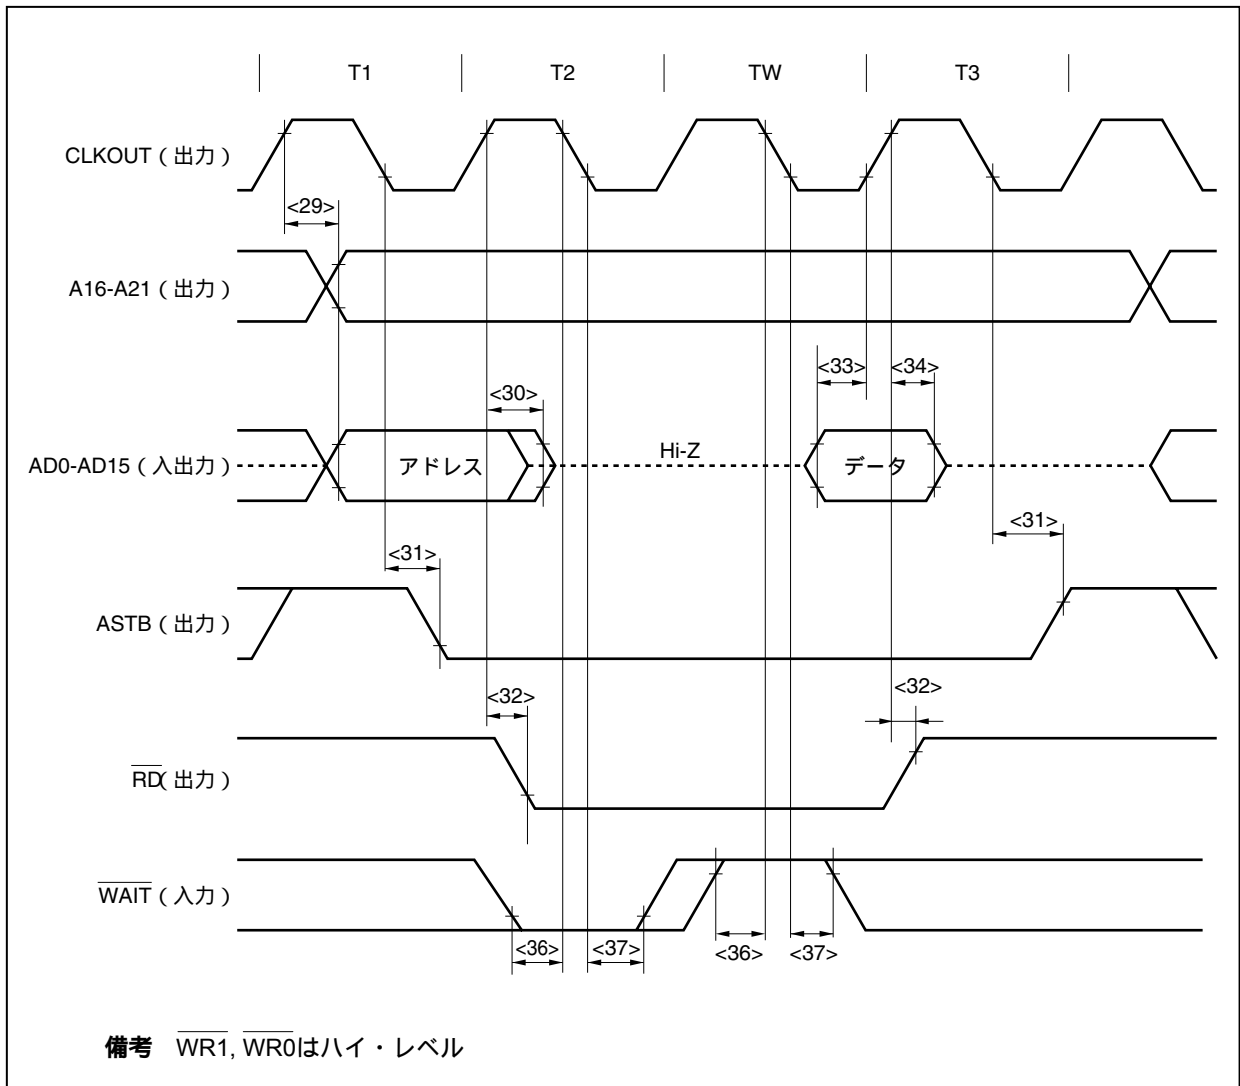 T1 T2 TW T3
CLKOUT（出力）
<29>
A16-A21（出力）
<33> <34>
<30>
AD0-AD15（入出力） アドレス Hi-Z データ
<31>
<31>
ASTB（出力）
<32>
<32>
RD（出力）
WAIT（入力）
<36> <37> <36> <37>
備考 WR1, WR0はハイ・レベル